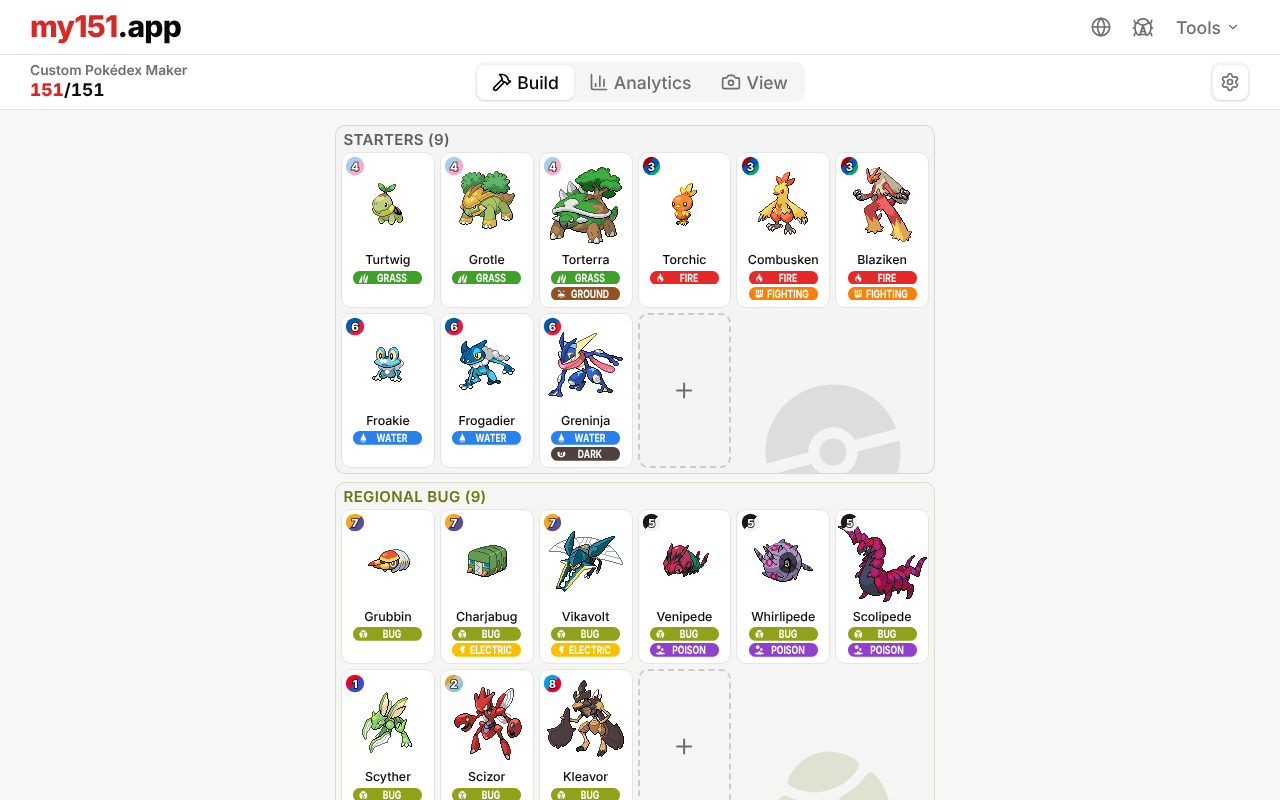 my151.app
Tools
Custom Pokédex Maker
151/151
Build
Analytics
View
STARTERS (9)
4 4 4 3 3 3
Turtwig Grotle Torterra Torchic Combusken Blaziken
GRASS GRASS GRASS FIRE FIRE FIRE
GROUND FIGHTING FIGHTING
6 6 6
Froakie Frogadier Greninja
WATER WATER WATER
DARK
REGIONAL BUG (9)
7 7 7 5 5 5
Grubbin Charjabug Vikavolt Venipede Whirlipede Scolipede
BUG BUG BUG BUG BUG BUG
ELECTRIC ELECTRIC POISON POISON POISON
1 2 8
Scyther Scizor Kleavor
BUG BUG BUG